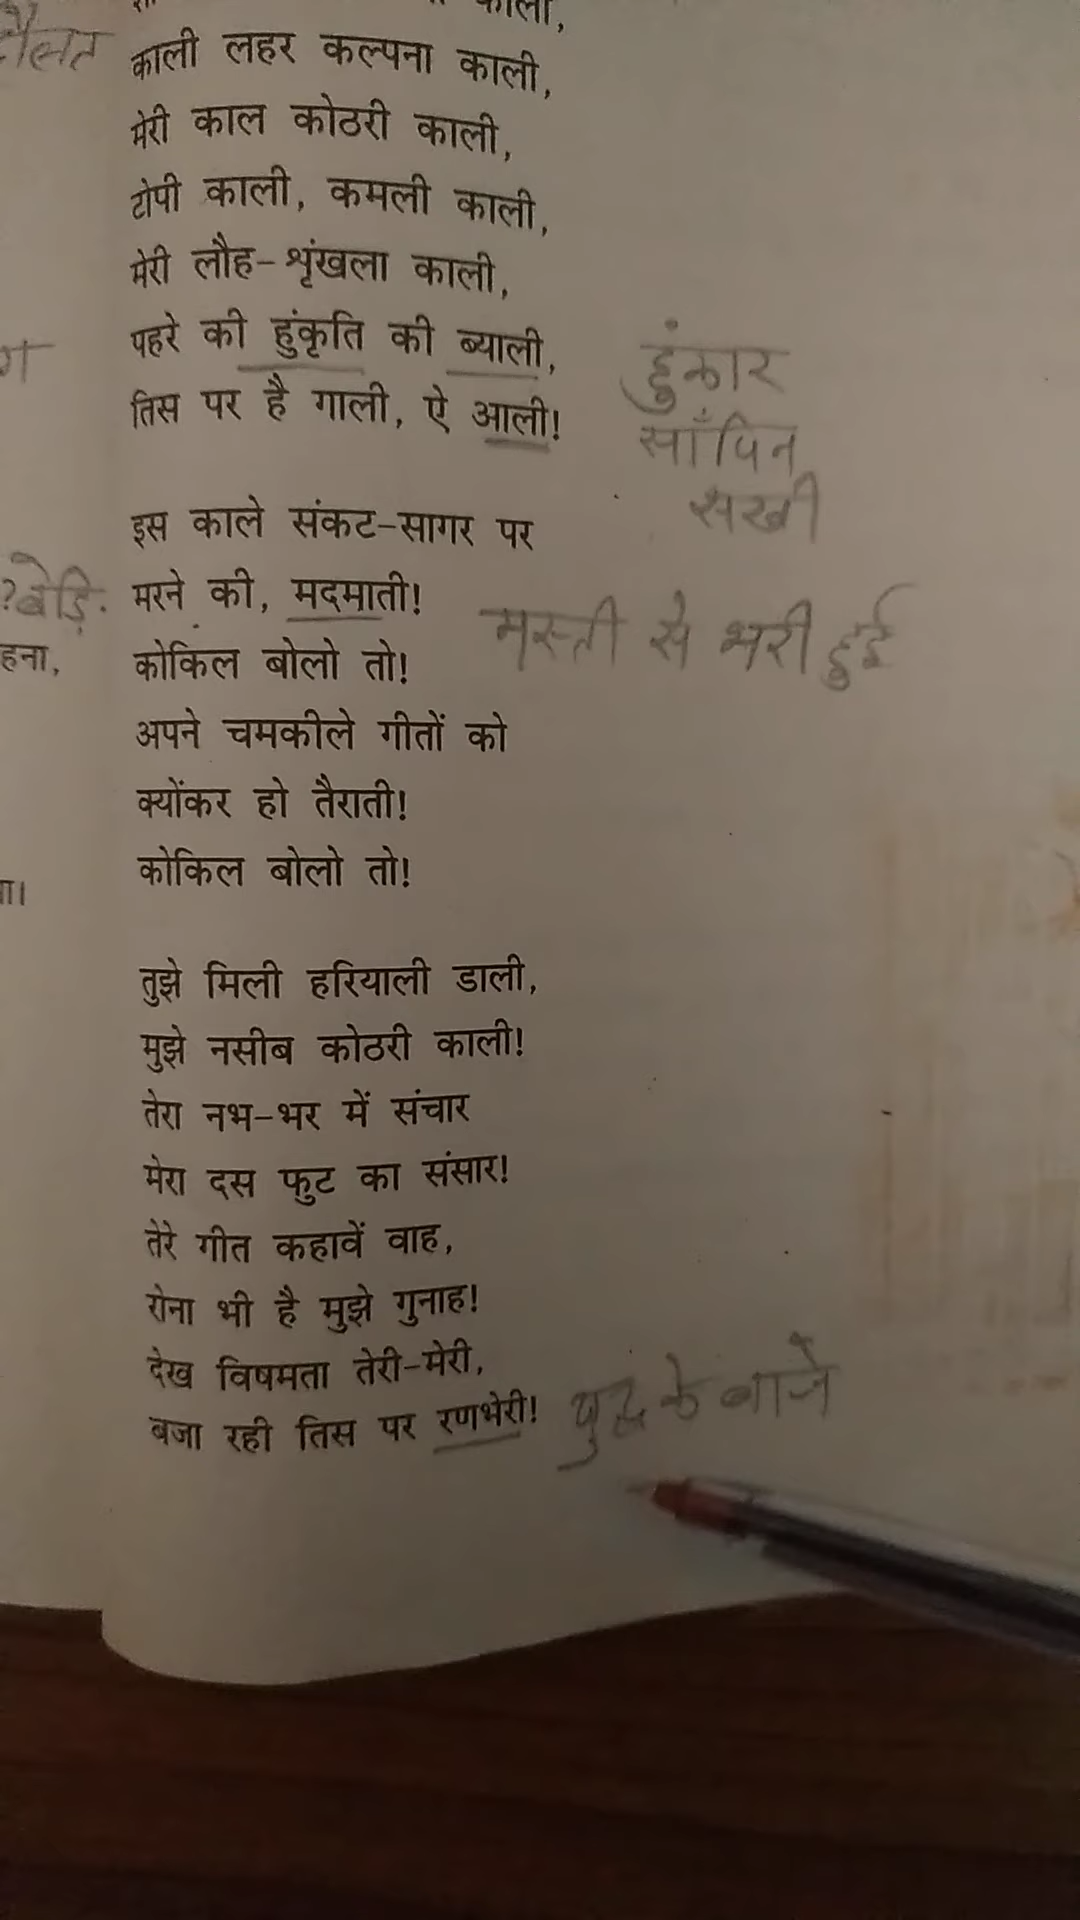 काली,
काली लहर कल्पना काली,
मेरी काल कोठरी काली,
टोपी काली, कमली काली,
मेरी लौह-शृंखला काली,
पहरे की हुंकृति की ब्याली, हुंकार
तिस पर है गाली, ऐ आली! साँपिन
सखी
इस काले संकट-सागर पर
मरने की, मदमाती! मस्ती से भरी हुई
हना,
कोकिल बोलो तो!
अपने चमकीले गीतों को
क्योंकर हो तैराती!
कोकिल बोलो तो!
ा।
तुझे मिली हरियाली डाली,
मुझे नसीब कोठरी काली!
तेरा नभ-भर में संचार
मेरा दस फुट का संसार!
तेरे गीत कहावें वाह,
रोना भी है मुझे गुनाह!
देख विषमता तेरी-मेरी,
बजा रही तिस पर रणभेरी! युद्ध के बाजे